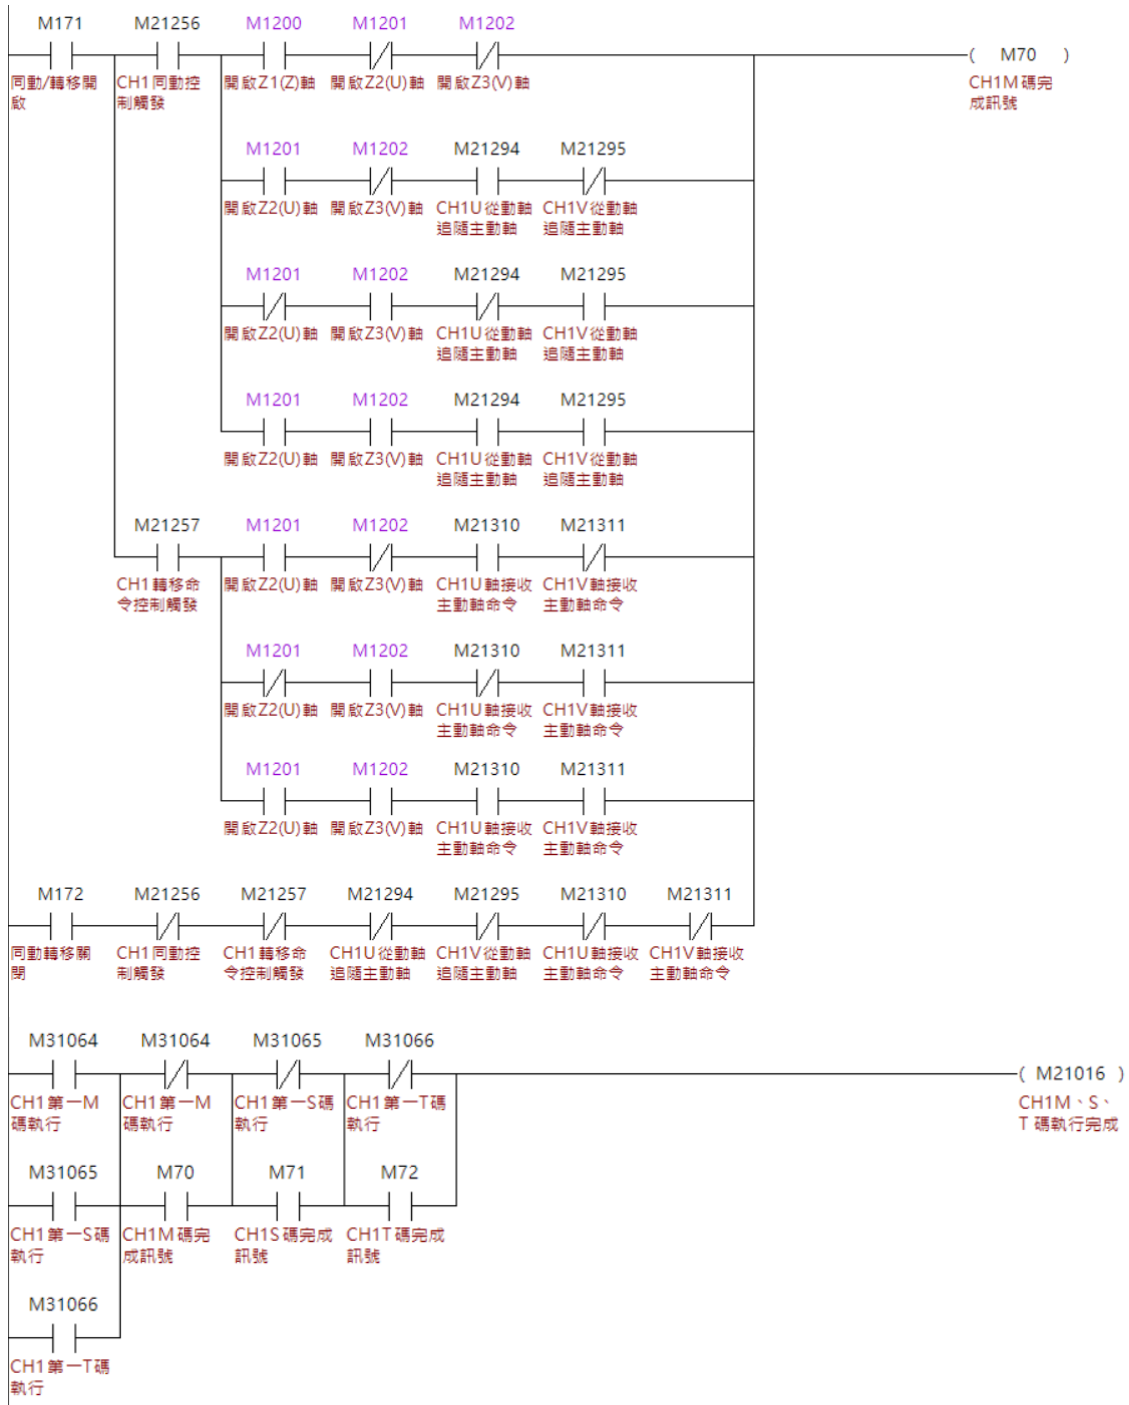 M171 M21256 M1200 M1201 M1202
( M70 )
同動/轉移開 CH1同動控 開啟Z1(Z)軸 開啟Z2(U)軸 開啟Z3(V)軸 CH1M碼完
啟 制觸發 成訊號
M1201 M1202 M21294 M21295
開啟Z2(U)軸 開啟Z3(V)軸 CH1U從動軸 CH1V從動軸
追隨主動軸 追隨主動軸
M1201 M1202 M21294 M21295
開啟Z2(U)軸 開啟Z3(V)軸 CH1U從動軸 CH1V從動軸
追隨主動軸 追隨主動軸
M1201 M1202 M21294 M21295
開啟Z2(U)軸 開啟Z3(V)軸 CH1U從動軸 CH1V從動軸
追隨主動軸 追隨主動軸
M21257 M1201 M1202 M21310 M21311
CH1轉移命 開啟Z2(U)軸 開啟Z3(V)軸 CH1U軸接收 CH1V軸接收
令控制觸發 主動軸命令 主動軸命令
M1201 M1202 M21310 M21311
開啟Z2(U)軸 開啟Z3(V)軸 CH1U軸接收 CH1V軸接收
主動軸命令 主動軸命令
M1201 M1202 M21310 M21311
開啟Z2(U)軸 開啟Z3(V)軸 CH1U軸接收 CH1V軸接收
主動軸命令 主動軸命令
M172 M21256 M21257 M21294 M21295 M21310 M21311
同動轉移關 CH1同動控 CH1轉移命 CH1U從動軸 CH1V從動軸 CH1U軸接收 CH1V軸接收
閉 制觸發 令控制觸發 追隨主動軸 追隨主動軸 主動軸命令 主動軸命令
M31064 M31064 M31065 M31066
( M21016 )
CH1第一M CH1第一M CH1第一S碼 CH1第一T碼 CH1M、S、
碼執行 碼執行 執行 執行 T碼執行完成
M31065 M70 M71 M72
CH1第一S碼 CH1M碼完 CH1S碼完成 CH1T碼完成
執行 成訊號 訊號 訊號
M31066
CH1第一T碼
執行